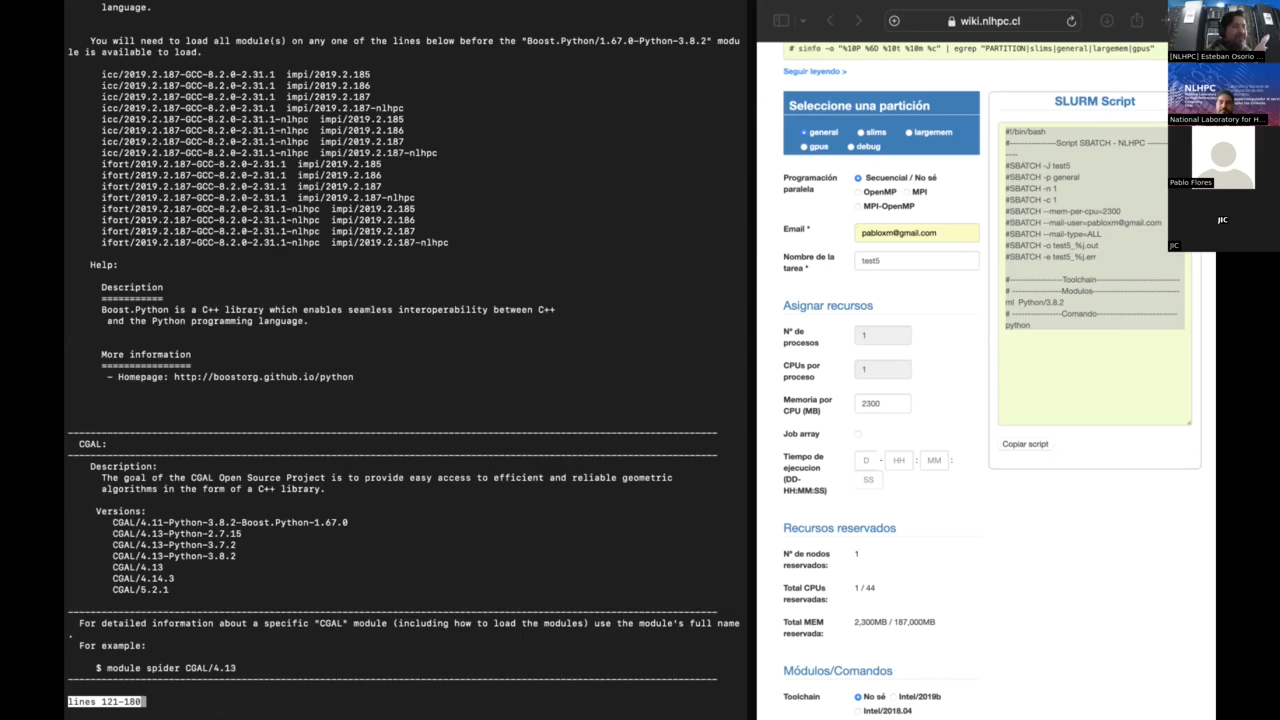 language.
You will need to load all module(s) on any one of the lines below before the "Boost.Python/1.67.0-Python-3.8.2" modu
le is available to load.
icc/2019.2.187-GCC-8.2.0-2.31.1  impi/2019.2.185
icc/2019.2.187-GCC-8.2.0-2.31.1  impi/2019.2.186
icc/2019.2.187-GCC-8.2.0-2.31.1  impi/2019.2.187
icc/2019.2.187-GCC-8.2.0-2.31.1  impi/2019.2.187-nlhpc
icc/2019.2.187-GCC-8.2.0-2.31.1-nlhpc  impi/2019.2.185
icc/2019.2.187-GCC-8.2.0-2.31.1-nlhpc  impi/2019.2.186
icc/2019.2.187-GCC-8.2.0-2.31.1-nlhpc  impi/2019.2.187
icc/2019.2.187-GCC-8.2.0-2.31.1-nlhpc  impi/2019.2.187-nlhpc
ifort/2019.2.187-GCC-8.2.0-2.31.1  impi/2019.2.185
ifort/2019.2.187-GCC-8.2.0-2.31.1  impi/2019.2.186
ifort/2019.2.187-GCC-8.2.0-2.31.1  impi/2019.2.187
ifort/2019.2.187-GCC-8.2.0-2.31.1  impi/2019.2.187-nlhpc
ifort/2019.2.187-GCC-8.2.0-2.31.1-nlhpc  impi/2019.2.185
ifort/2019.2.187-GCC-8.2.0-2.31.1-nlhpc  impi/2019.2.186
ifort/2019.2.187-GCC-8.2.0-2.31.1-nlhpc  impi/2019.2.187
ifort/2019.2.187-GCC-8.2.0-2.31.1-nlhpc  impi/2019.2.187-nlhpc
Help:
Description
===========
Boost.Python is a C++ library which enables seamless interoperability between C++
and the Python programming language.
More information
================
- Homepage: http://boostorg.github.io/python
CGAL:
Description:
The goal of the CGAL Open Source Project is to provide easy access to efficient and reliable geometric
algorithms in the form of a C++ library.
Versions:
CGAL/4.11-Python-3.8.2-Boost.Python-1.67.0
CGAL/4.13-Python-2.7.15
CGAL/4.13-Python-3.7.2
CGAL/4.13-Python-3.8.2
CGAL/4.13
CGAL/4.14.3
CGAL/5.2.1
For detailed information about a specific "CGAL" module (including how to load the modules) use the module's full name
.
For example:
$ module spider CGAL/4.13
lines 121-180
wiki.nlhpc.cl
# sinfo -o "%10P %6D %10t %10m %c" | egrep "PARTITION|slims|general|largemem|gpus"
Seguir leyendo >
Seleccione una partición
general slims largemem
gpus debug
Programación
paralela
Secuencial / No sé
OpenMP MPI
MPI-OpenMP
Email *
pabloxm@gmail.com
Nombre de la
tarea *
test5
Asignar recursos
Nº de
procesos
1
CPUs por
proceso
1
Memoria por
CPU (MB)
2300
Job array
Tiempo de
ejecucion
(DD-
HH:MM:SS)
D - HH : MM :
SS
Recursos reservados
Nº de nodos
reservados:
1
Total CPUs
reservadas:
1 / 44
Total MEM
reservada:
2,300MB / 187,000MB
Módulos/Comandos
Toolchain
No sé Intel/2019b
Intel/2018.04
SLURM Script
#!/bin/bash
#---------------Script SBATCH - NLHPC -------
----
#SBATCH -J test5
#SBATCH -p general
#SBATCH -n 1
#SBATCH -c 1
#SBATCH --mem-per-cpu=2300
#SBATCH --mail-user=pabloxm@gmail.com
#SBATCH --mail-type=ALL
#SBATCH -o test5_%j.out
#SBATCH -e test5_%j.err
#-----------------Toolchain---------------------------
# ----------------Modulos----------------------------
ml  Python/3.8.2
# ----------------Comando--------------------------
python
Copiar script
[NLHPC] Esteban Osorio ...
NLHPC
National Laboratory for H...
Pablo Flores
JIC
JIC